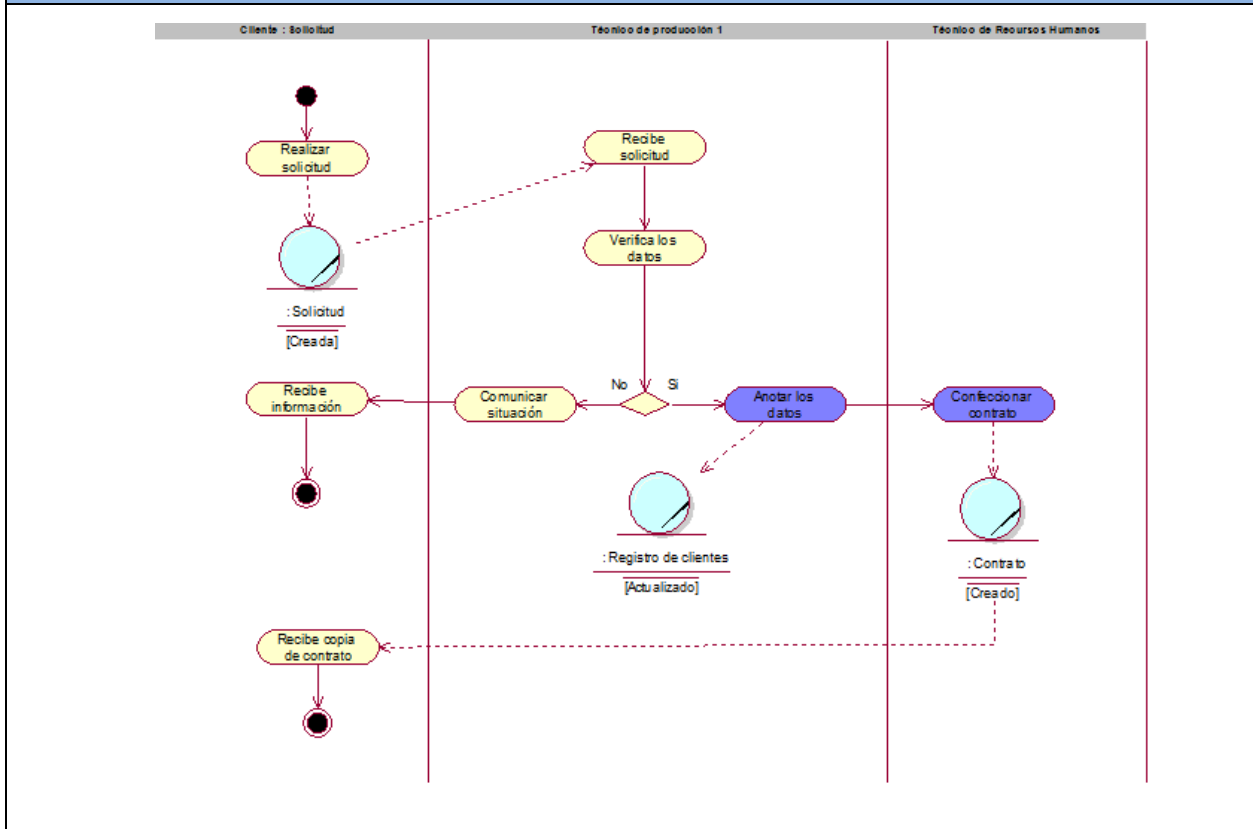 Cliente : Solicitud
Técnico de producción 1
Técnico de Recursos Humanos
Realizar
solicitud
Recibe
solicitud
Verifica los
datos
: Solicitud
[Creada]
No
Si
Recibe
información
Comunicar
situación
Anotar los
datos
Confeccionar
contrato
: Registro de clientes
[Actualizado]
: Contrato
[Creado]
Recibe copia
de contrato